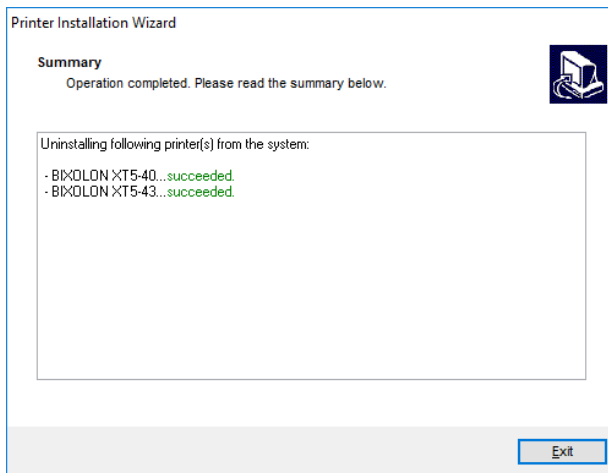 Printer Installation Wizard
Summary
Operation completed. Please read the summary below.
Uninstalling following printer(s) from the system:
- BIXOLON XT5-40...succeeded.
- BIXOLON XT5-43...succeeded.
Exit